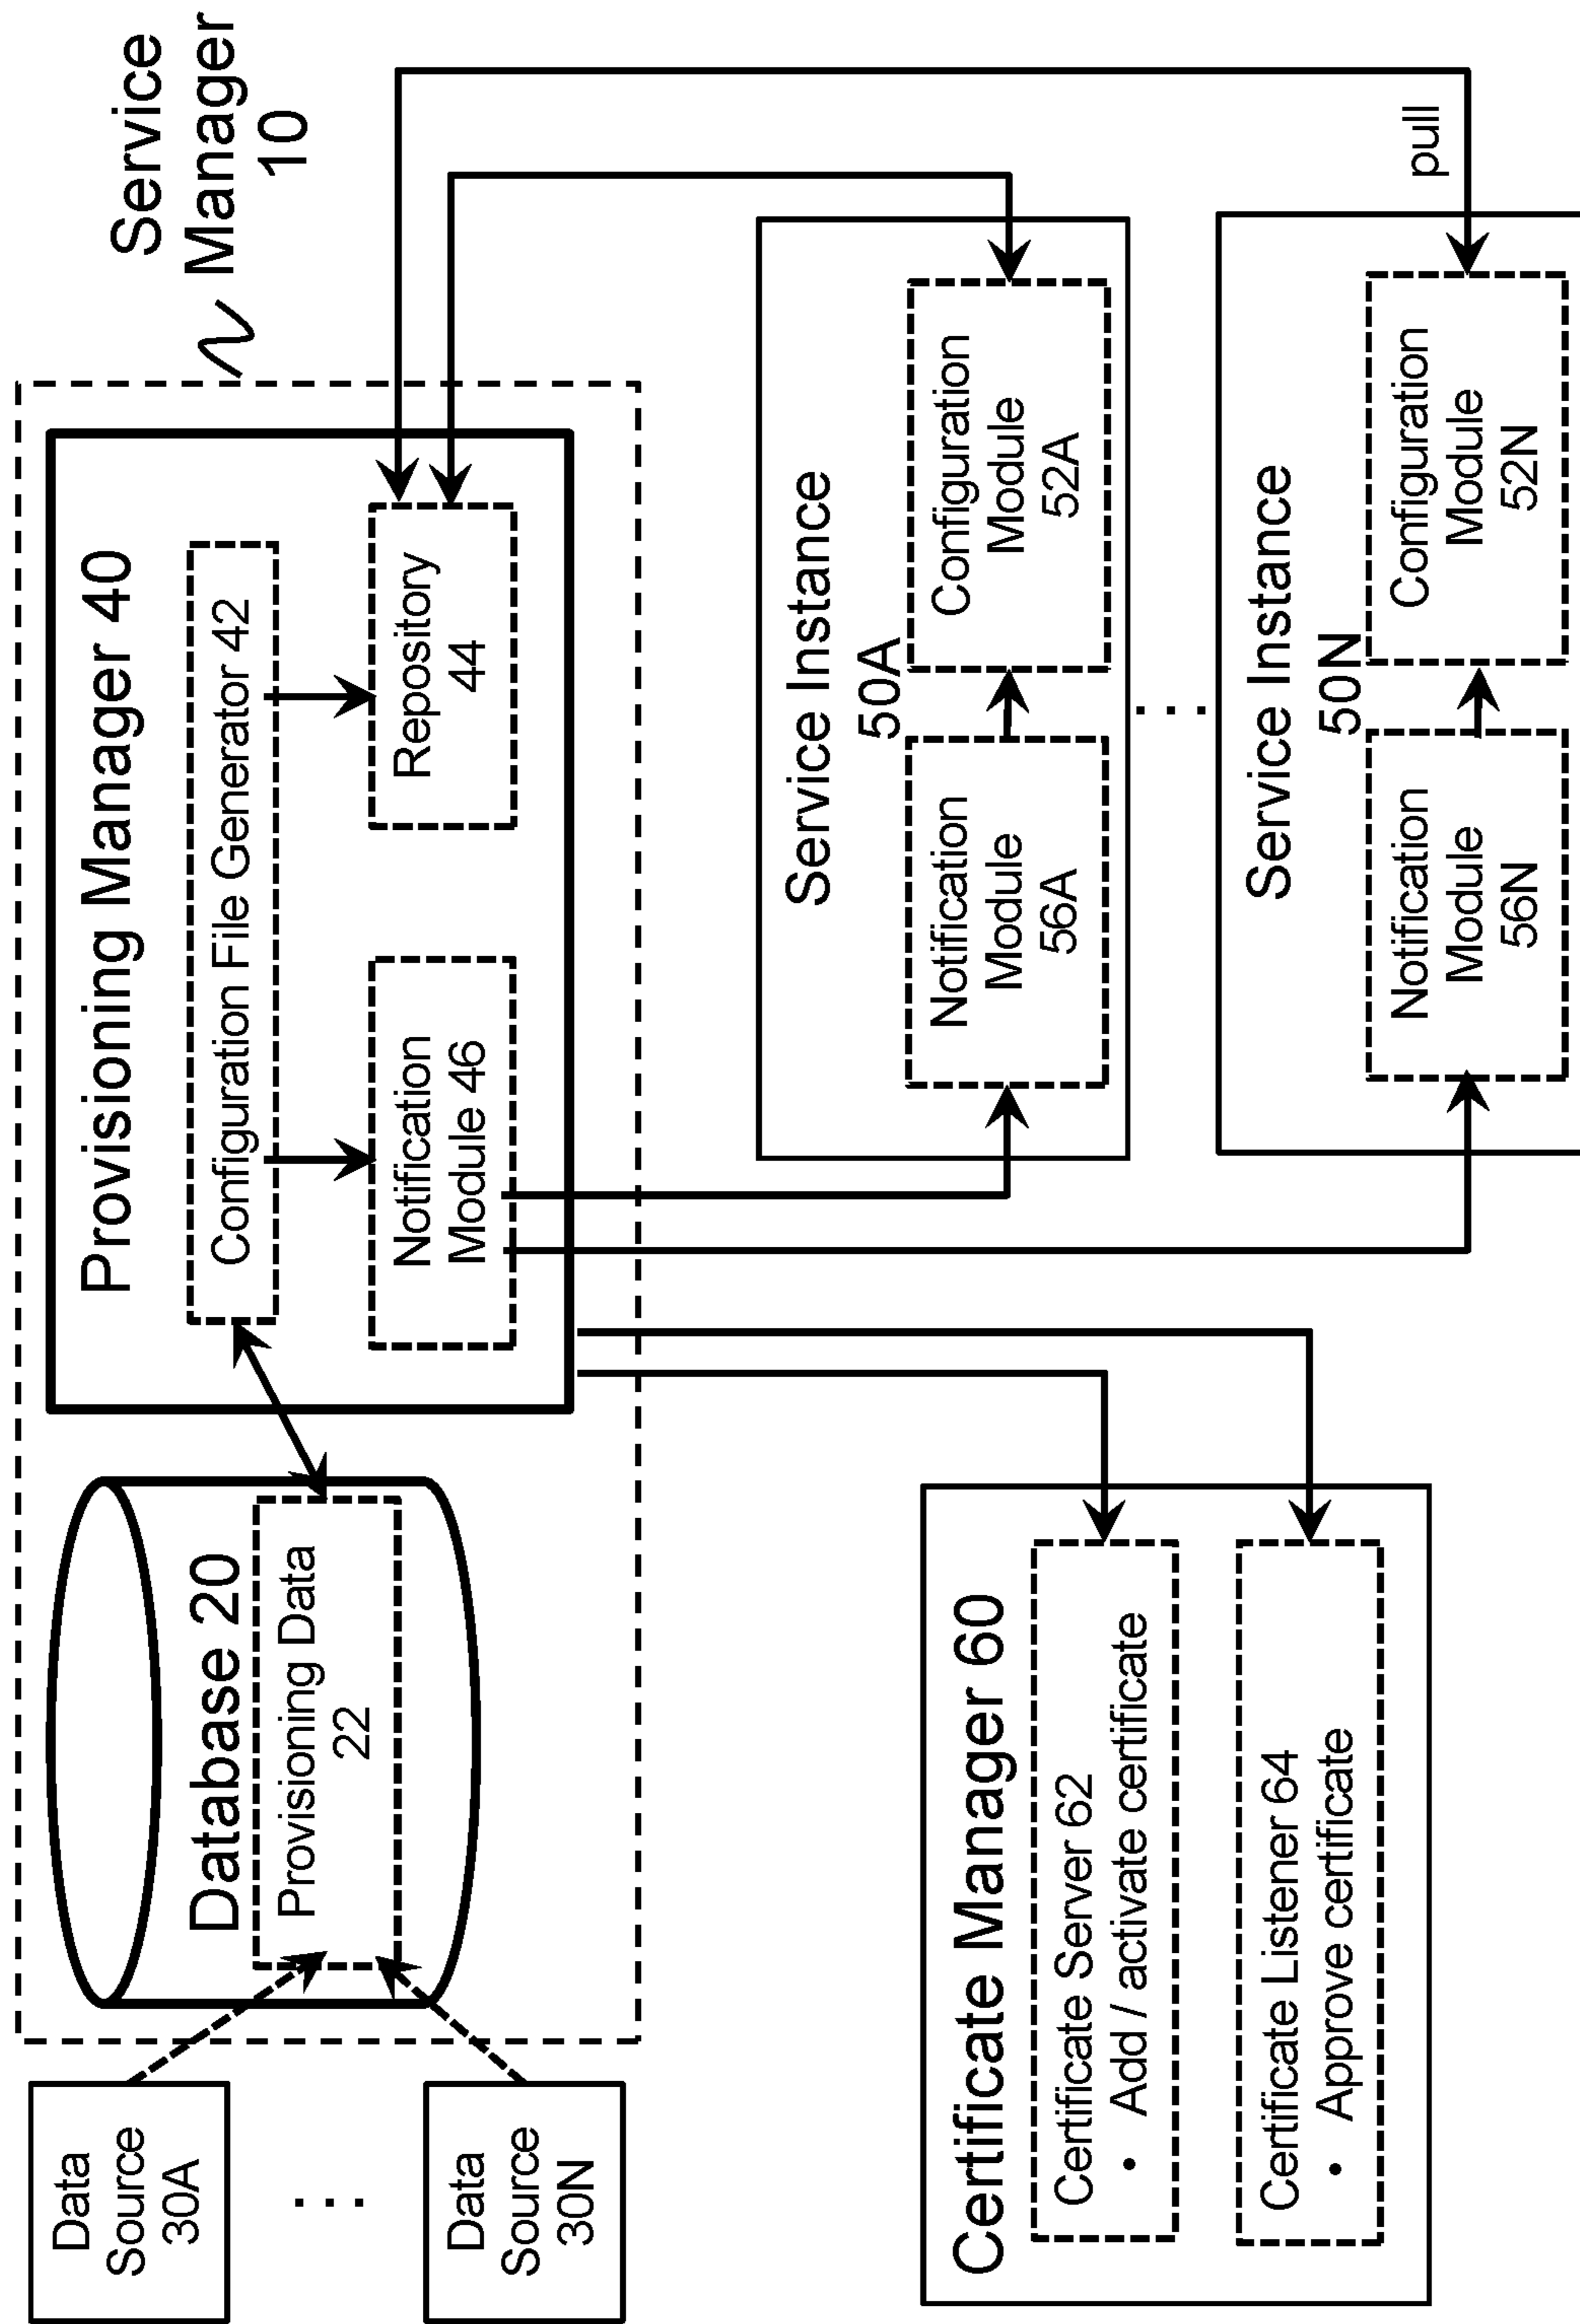 Service
Manager
10
Data
Source
30A
. . .
Data
Source
30N
Database 20
Provisioning Data
22
Provisioning Manager 40
Configuration File Generator 42
Notification
Module 46
Repository
44
Certificate Manager 60
Certificate Server 62
• Add / activate certificate
Certificate Listener 64
• Approve certificate
Service Instance
50A
Notification
Module
56A
Configuration
Module
52A
. . .
Service Instance
50N
Notification
Module
56N
Configuration
Module
52N
pull